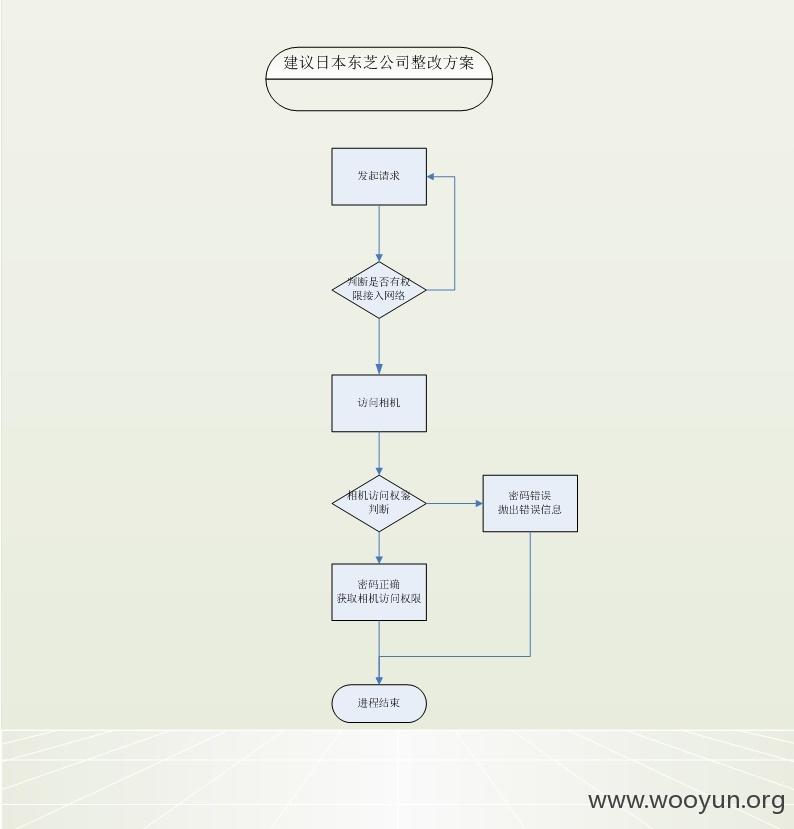 建议日本东芝公司整改方案
发起请求
判断是否有权
限接入网络
访问相机
相机访问权鉴
判断
密码错误
抛出错误信息
密码正确
获取相机访问权限
进程结束
www.wooyun.org